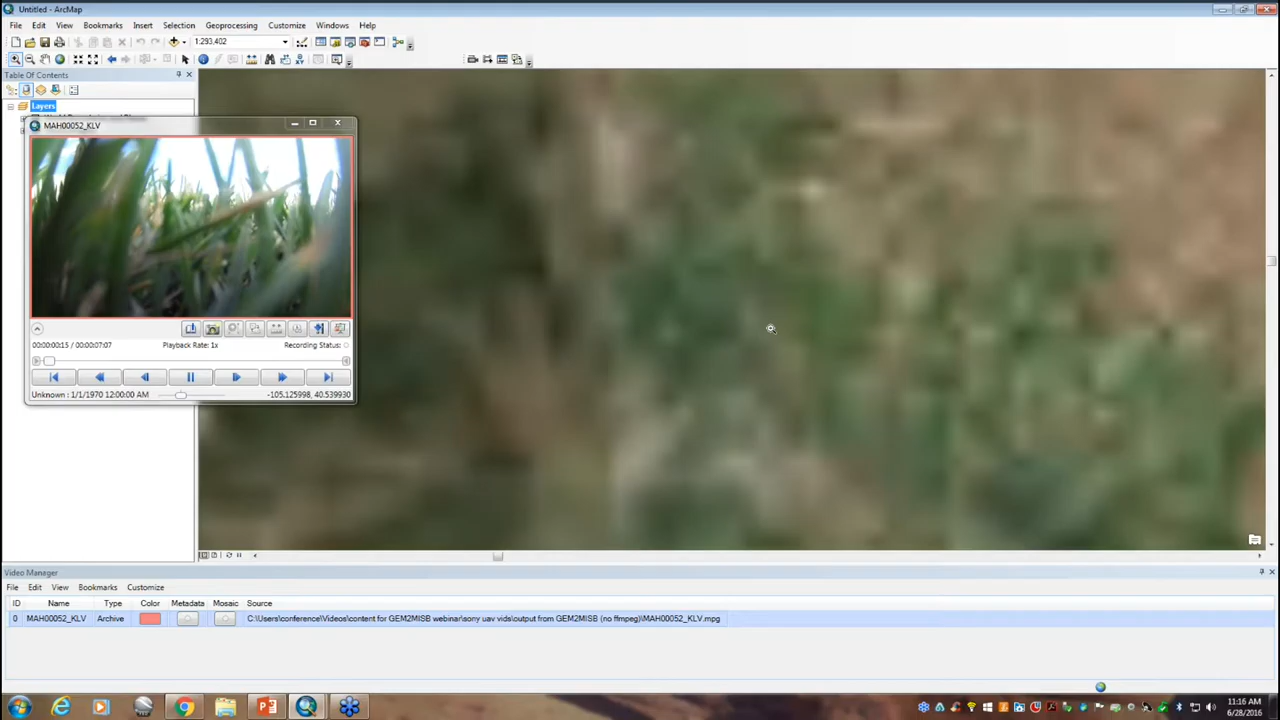 Untitled - ArcMap
File Edit View Bookmarks Insert Selection Geoprocessing Customize Windows Help
1:293,402
Table Of Contents
Layers
MAH00052_KLV
00:00:00:15 / 00:00:07:07 Playback Rate: 1x Recording Status:
Unknown : 1/1/1970 12:00:00 AM -105.125998, 40.539930
Video Manager
File Edit View Bookmarks Customize
ID Name Type Color Metadata Mosaic Source
0 MAH00052_KLV Archive C:\Users\conference\Videos\content for GEM2MISB webinar\sony uav vids\output from GEM2MISB (no ffmpeg)\MAH00052_KLV.mpg
11:16 AM
6/28/2016